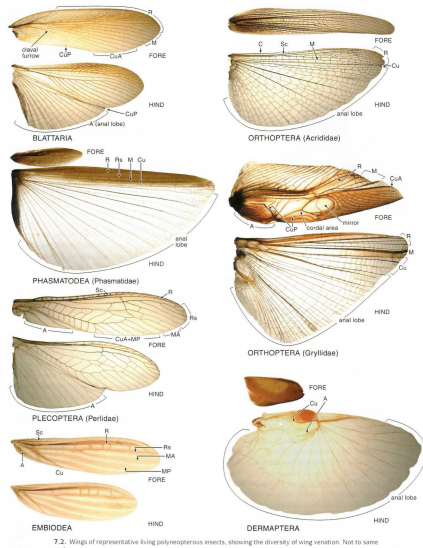 R
M
claval
furrow
CuP
CuA
FORE
CuP
A (anal lobe)
HIND
BLATTARIA
FORE
C
Sc
M
R
Cu
anal lobe
HIND
ORTHOPTERA (Acrididae)
FORE
R
Rs
M
Cu
anal
lobe
HIND
PHASMATODEA (Phasmatidae)
R
M
CuA
FORE
A
CuP
cordal area
mirror
R
M
Cu
anal lobe
HIND
ORTHOPTERA (Gryllidae)
Sc
R
Rs
A
CuA+MP
MA
FORE
A
HIND
PLECOPTERA (Perlidae)
Sc
R
Rs
MA
A
Cu
MP
FORE
HIND
EMBIODEA
FORE
Cu
A
anal lobe
HIND
DERMAPTERA
7.2. Wings of representative living polyneopterous insects, showing the diversity of wing venation. Not to same